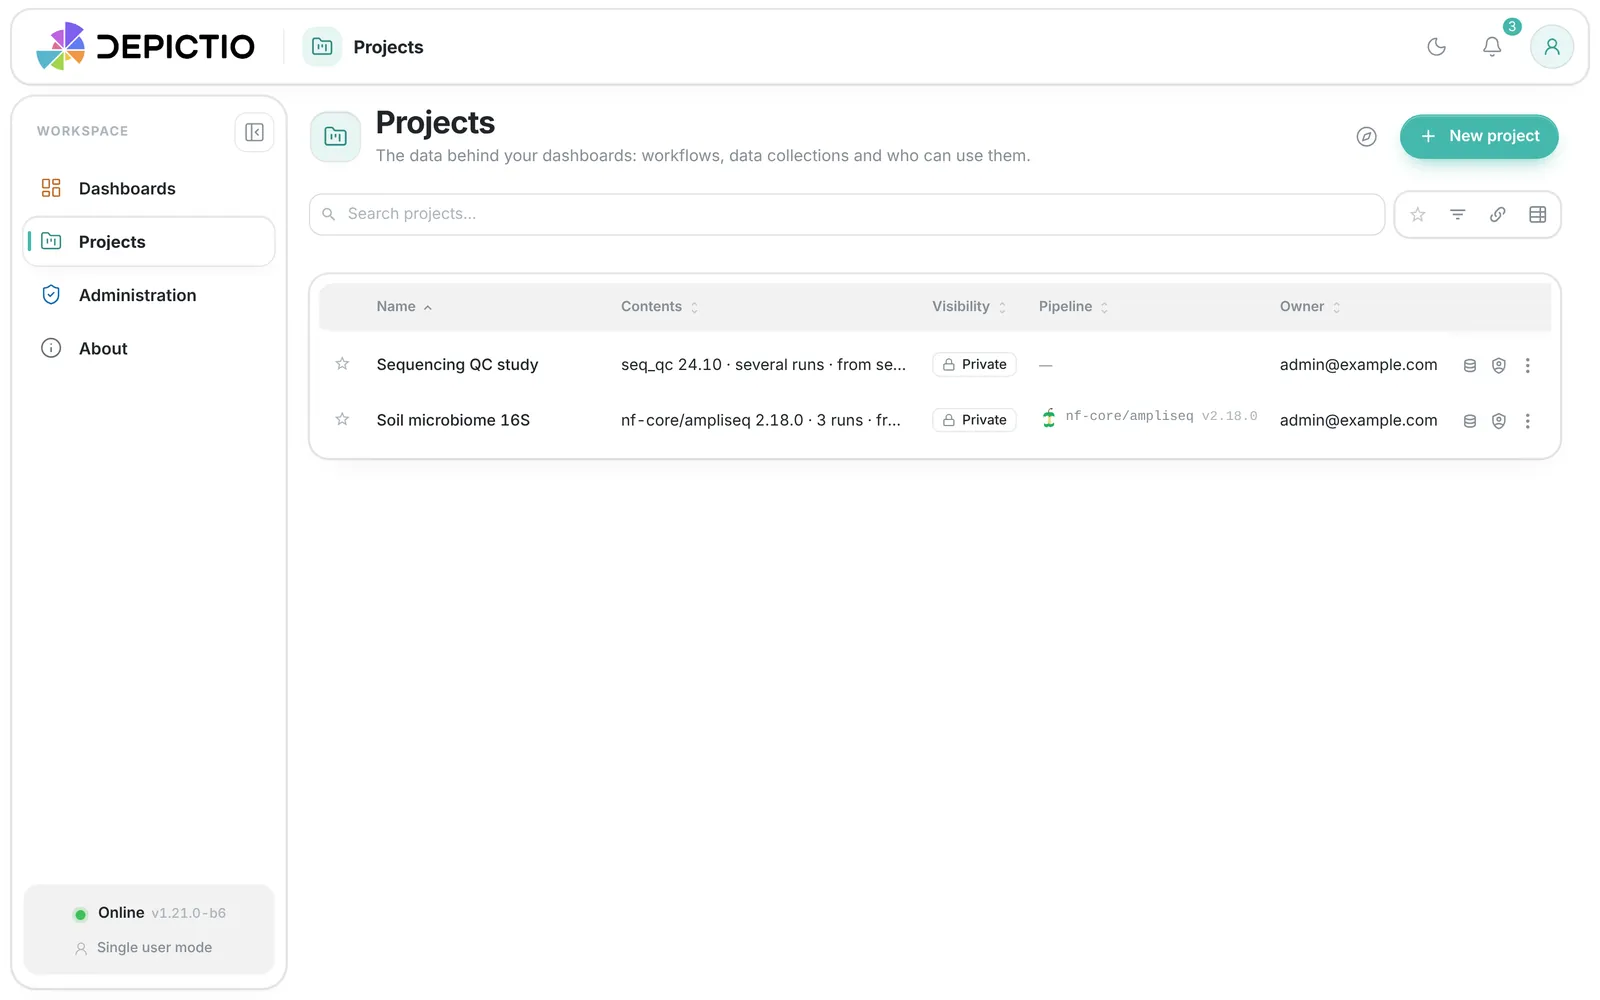 DEPICTIO
Projects
3
WORKSPACE
Dashboards
Projects
Administration
About
Online v1.21.0-b6
Single user mode
Projects
The data behind your dashboards: workflows, data collections and who can use them.
New project
Search projects...
Name Contents Visibility Pipeline Owner
Sequencing QC study seq_qc 24.10 · several runs · from se... Private — admin@example.com
Soil microbiome 16S nf-core/ampliseq 2.18.0 · 3 runs · fr... Private nf-core/ampliseq v2.18.0 admin@example.com